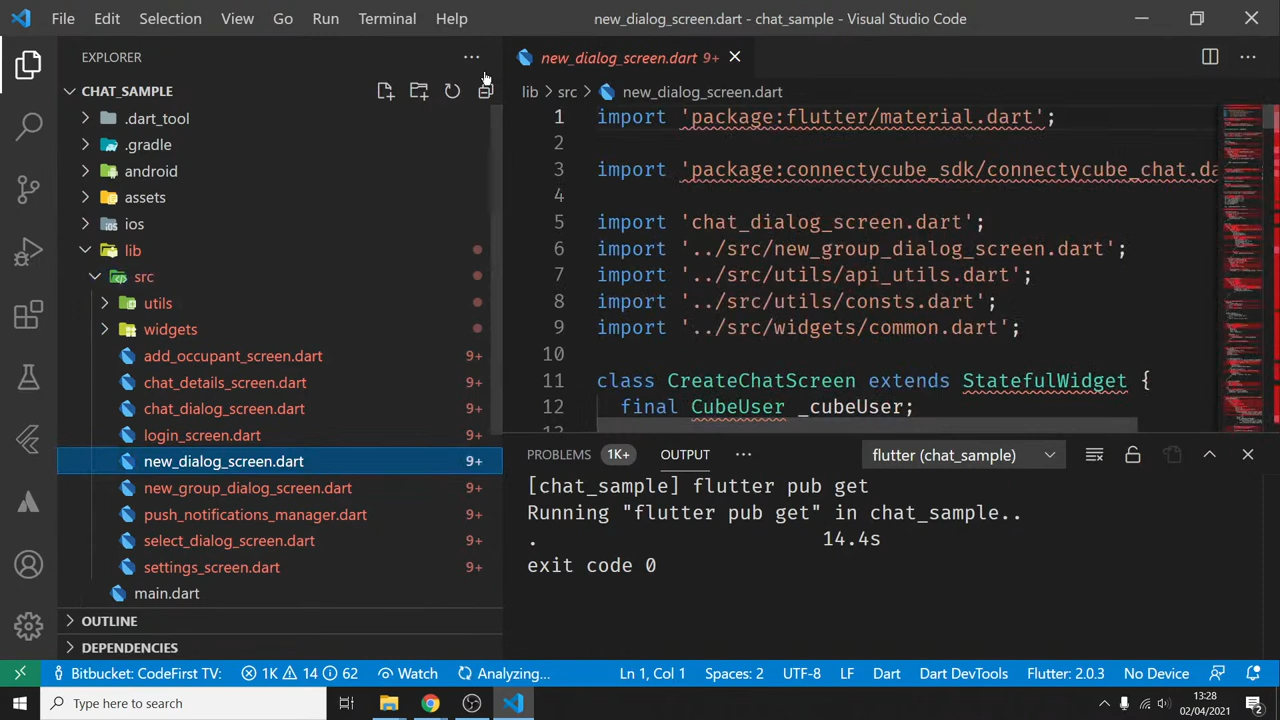 File Edit Selection View Go Run Terminal Help new_dialog_screen.dart - chat_sample - Visual Studio Code
EXPLORER
CHAT_SAMPLE
.dart_tool
.gradle
android
assets
ios
lib
src
utils
widgets
add_occupant_screen.dart 9+
chat_details_screen.dart 9+
chat_dialog_screen.dart 9+
login_screen.dart 9+
new_dialog_screen.dart 9+
new_group_dialog_screen.dart 9+
push_notifications_manager.dart 9+
select_dialog_screen.dart 9+
settings_screen.dart 9+
main.dart
OUTLINE
DEPENDENCIES
new_dialog_screen.dart 9+
lib > src > new_dialog_screen.dart
1 import 'package:flutter/material.dart';
2
3 import 'package:connectycube_sdk/connectycube_chat.da
4
5 import 'chat_dialog_screen.dart';
6 import '../src/new_group_dialog_screen.dart';
7 import '../src/utils/api_utils.dart';
8 import '../src/utils/consts.dart';
9 import '../src/widgets/common.dart';
10
11 class CreateChatScreen extends StatefulWidget {
12 final CubeUser _cubeUser;
PROBLEMS 1K+ OUTPUT flutter (chat_sample)
[chat_sample] flutter pub get
Running "flutter pub get" in chat_sample..
. 14.4s
exit code 0
Bitbucket: CodeFirst TV: 1K 14 62 Watch Analyzing... Ln 1, Col 1 Spaces: 2 UTF-8 LF Dart Dart DevTools Flutter: 2.0.3 No Device
Type here to search
13:28
02/04/2021
2